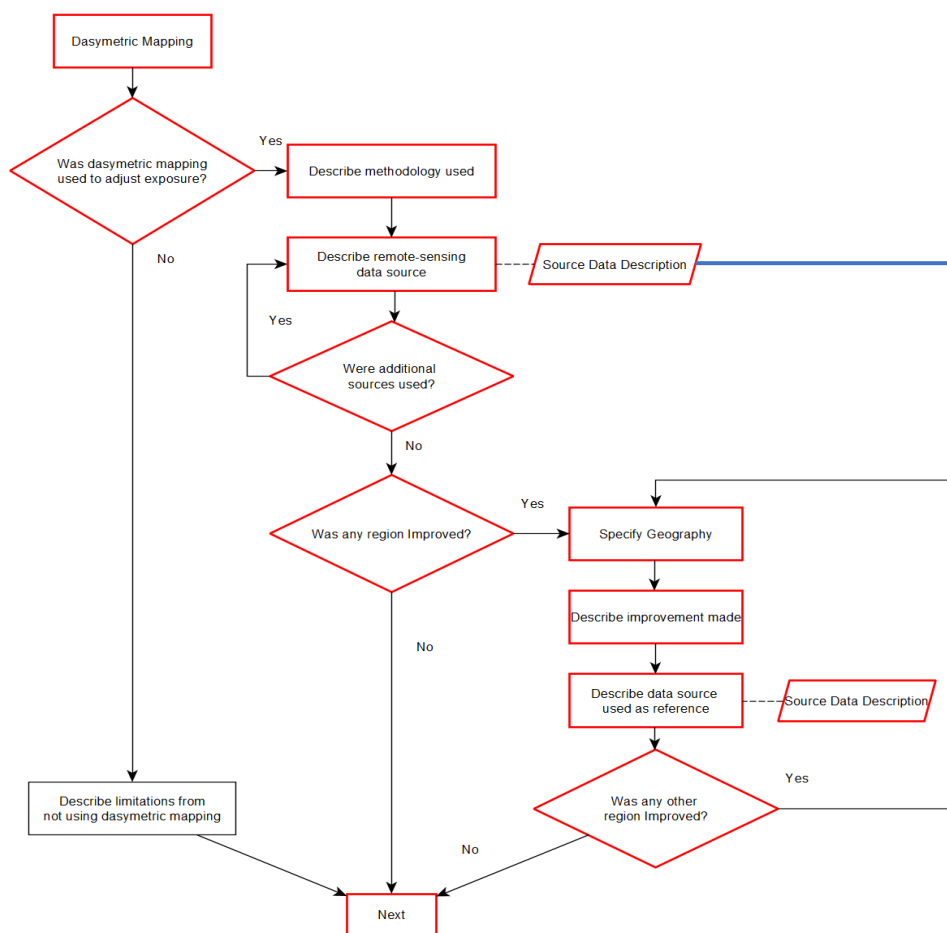 Dasymetric Mapping
Yes
Was dasymetric mapping
used to adjust exposure?
Describe methodology used
No
Describe remote-sensing
data source
Source Data Description
Yes
Were additional
sources used?
No
Yes
Was any region Improved?
Specify Geography
Describe improvement made
No
Describe data source
used as reference
Source Data Description
Yes
Was any other
region Improved?
Describe limitations from
not using dasymetric mapping
No
Next